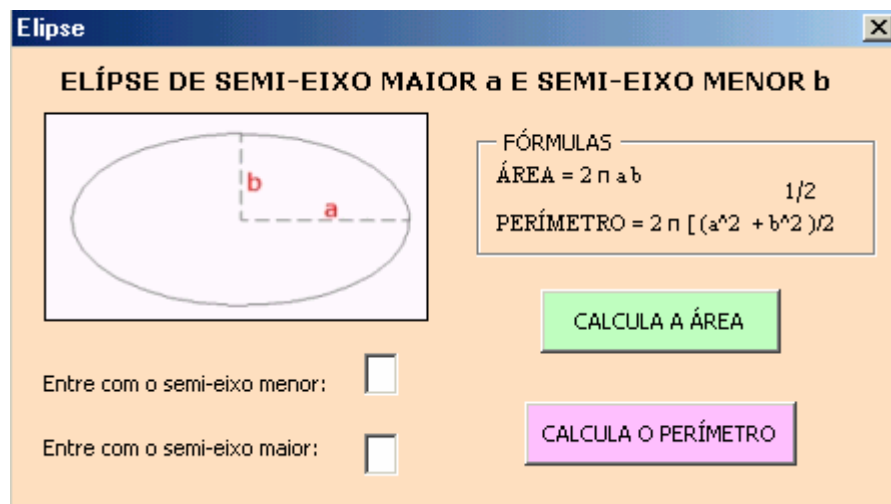 Elipse
ELÍPSE DE SEMI-EIXO MAIOR a E SEMI-EIXO MENOR b
b
a
FÓRMULAS
ÁREA = 2 π a b
1/2
PERÍMETRO = 2 π [ (a^2 + b^2 )/2
CALCULA A ÁREA
Entre com o semi-eixo menor:
CALCULA O PERÍMETRO
Entre com o semi-eixo maior: